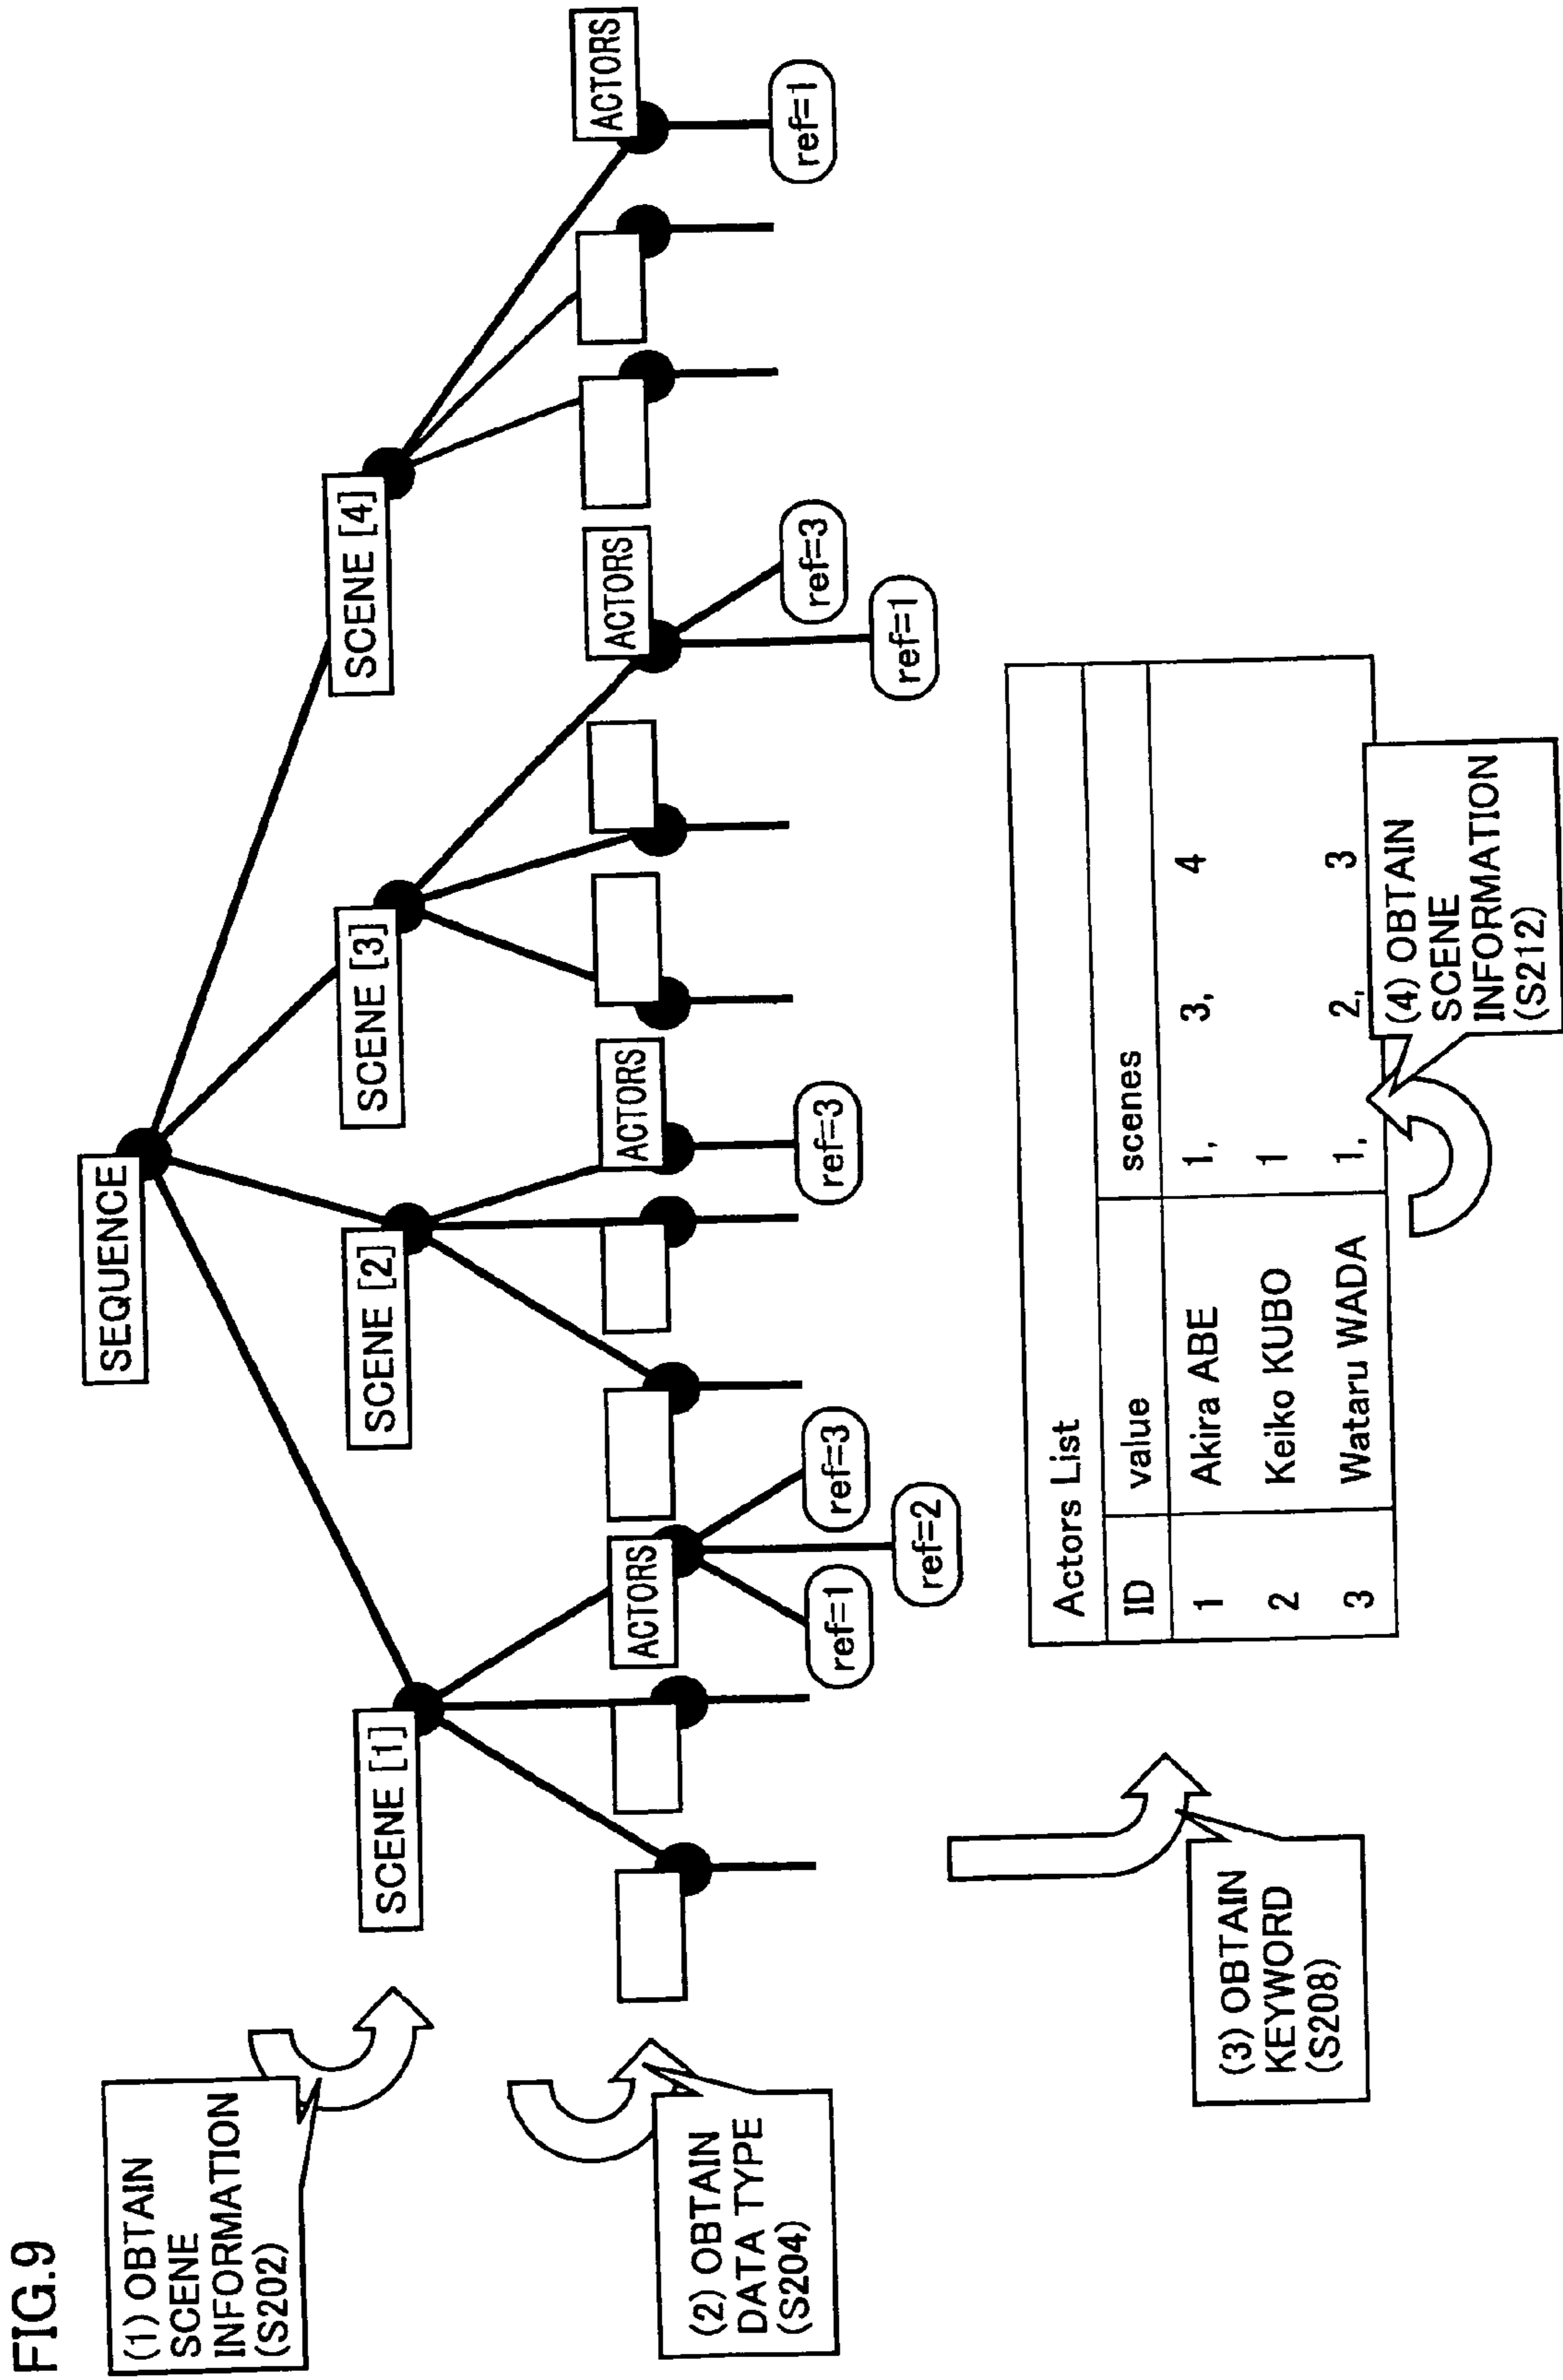 FIG.9
(1) OBTAIN
SCENE
INFORMATION
(S202)
(2) OBTAIN
DATA TYPE
(S204)
(3) OBTAIN
KEYWORD
(S208)
SEQUENCE
SCENE [1]
SCENE [2]
SCENE [3]
SCENE [4]
ACTORS
ref=1
ref=2
ref=3
ACTORS
ref=3
ACTORS
ref=1
ref=3
ACTORS
ref=1
Actors List
ID value scenes
1 Akira ABE 1, 3, 4
2 Keiko KUBO 1
3 Wataru WADA 1, 2, 3
(4) OBTAIN
SCENE
INFORMATION
(S212)